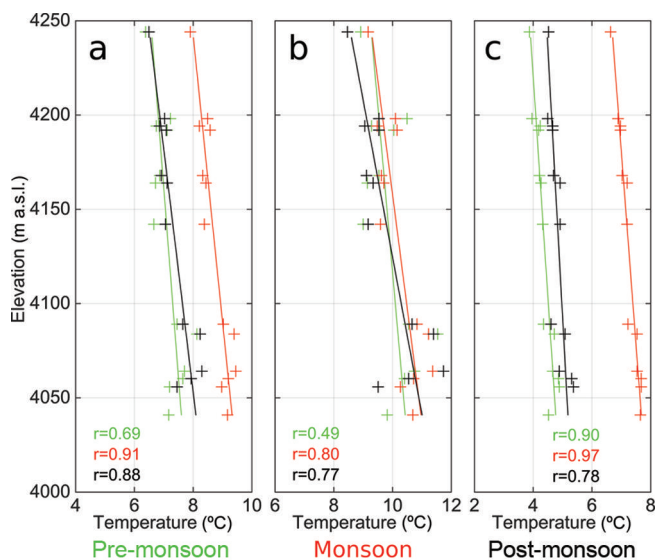 Elevation (m a.s.l.)
4250
4200
4150
4100
4050
4000
a
r=0.69
r=0.91
r=0.88
4 6 8 10
Temperature (ºC)
Pre-monsoon
b
r=0.49
r=0.80
r=0.77
6 8 10 12
Temperature (ºC)
Monsoon
c
r=0.90
r=0.97
r=0.78
2 4 6 8
Temperature (ºC)
Post-monsoon